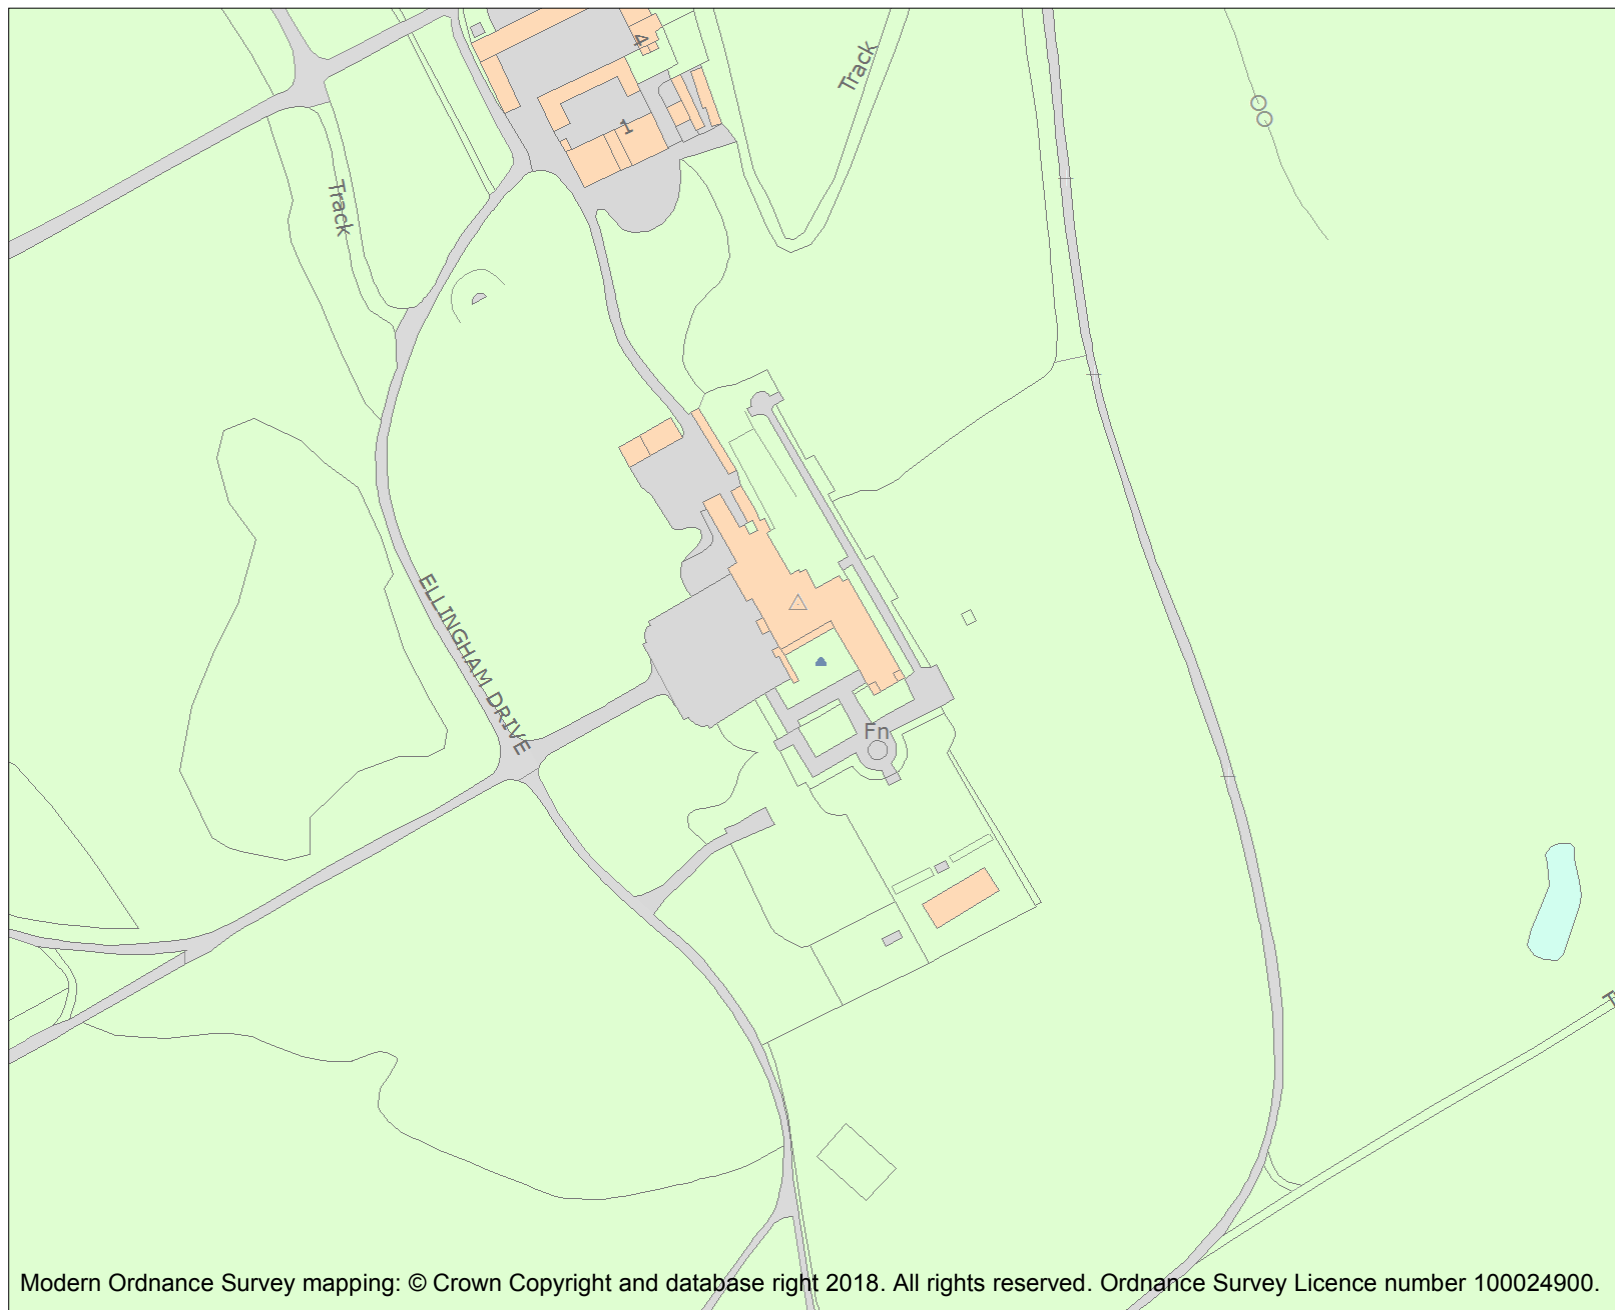 4
Track
1
Track
ELLINGHAM DRIVE
Fn
Modern Ordnance Survey mapping: © Crown Copyright and database right 2018. All rights reserved. Ordnance Survey Licence number 100024900.